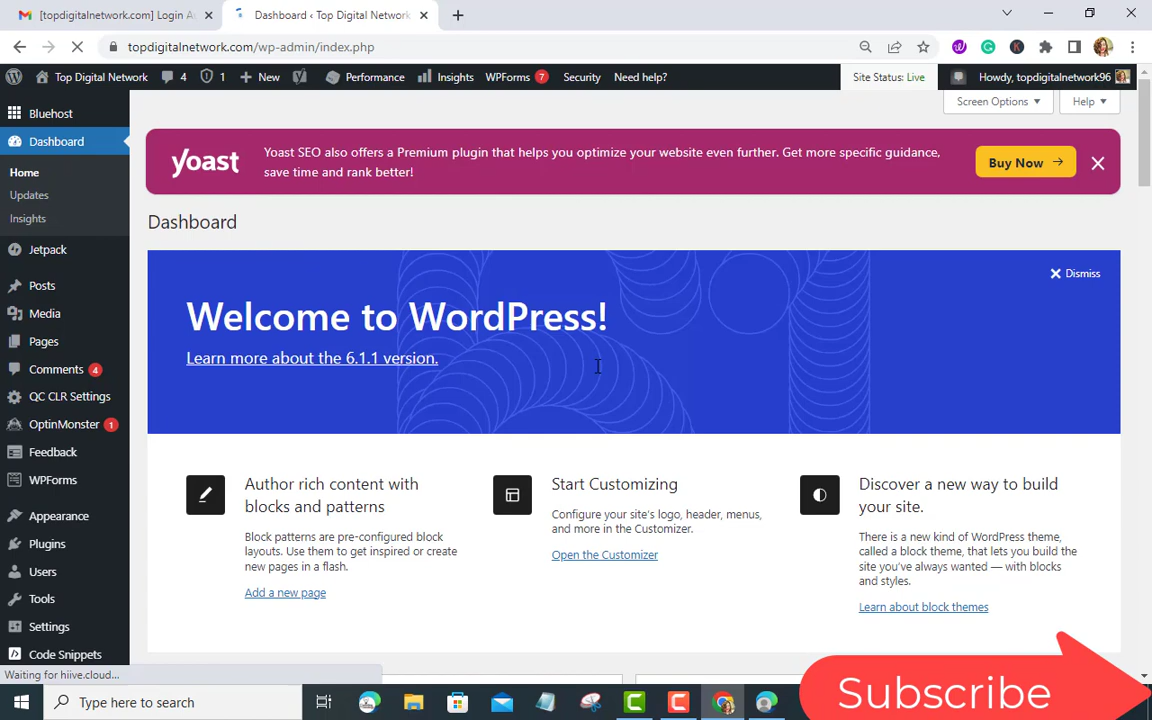 [topdigitalnetwork.com] Login A
Dashboard ‹ Top Digital Network
topdigitalnetwork.com/wp-admin/index.php
Top Digital Network
4
1
New
Performance
Insights
WPForms 7
Security
Need help?
Site Status: Live
Howdy, topdigitalnetwork96
Screen Options
Help
Bluehost
Dashboard
Home
Updates
Insights
Jetpack
Posts
Media
Pages
Comments 4
QC CLR Settings
OptinMonster 1
Feedback
WPForms
Appearance
Plugins
Users
Tools
Settings
Code Snippets
yoast
Yoast SEO also offers a Premium plugin that helps you optimize your website even further. Get more specific guidance,
save time and rank better!
Buy Now
Dashboard
Dismiss
Welcome to WordPress!
Learn more about the 6.1.1 version.
Author rich content with
blocks and patterns
Block patterns are pre-configured block
layouts. Use them to get inspired or create
new pages in a flash.
Add a new page
Start Customizing
Configure your site's logo, header, menus,
and more in the Customizer.
Open the Customizer
Discover a new way to build
your site.
There is a new kind of WordPress theme,
called a block theme, that lets you build the
site you've always wanted — with blocks
and styles.
Learn about block themes
Waiting for hiive.cloud...
Type here to search
Subscribe